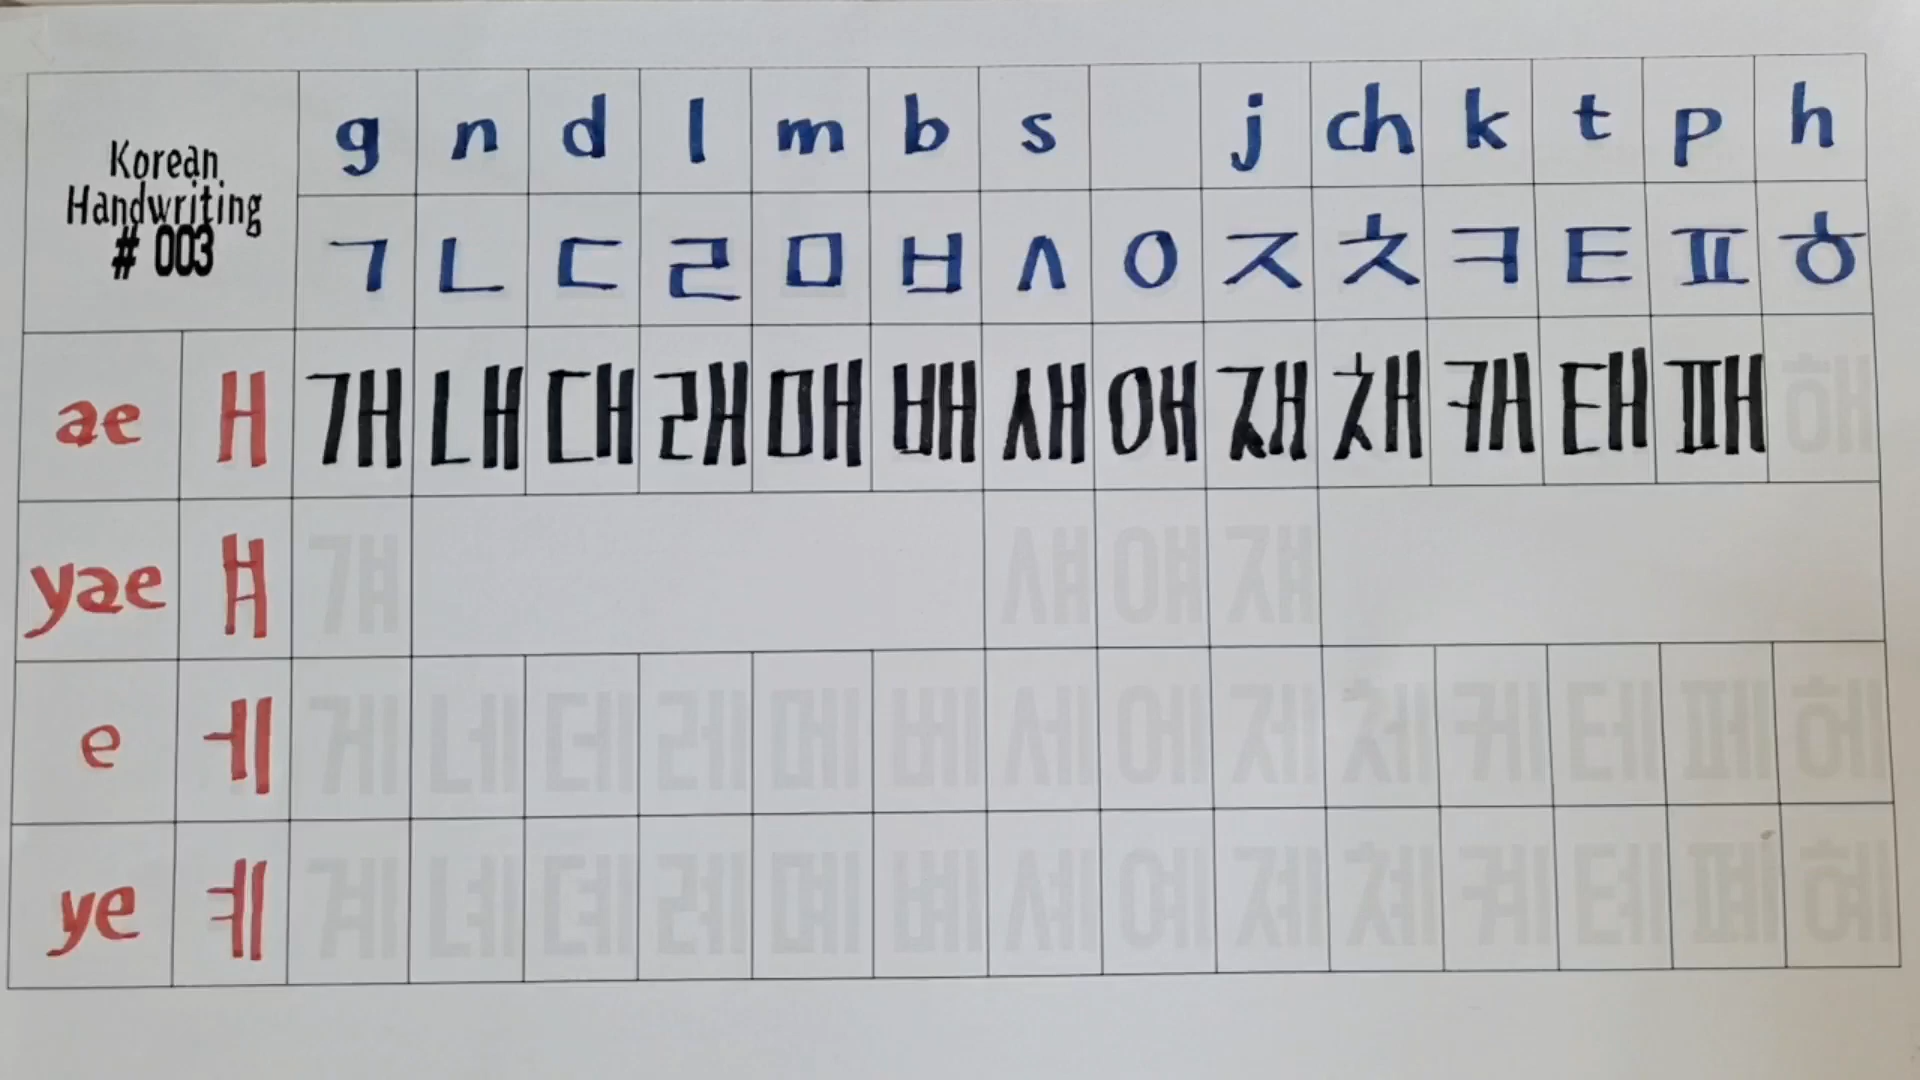 Korean
Handwriting
# 003
g n d l m b s j ch k t p h
ㄱ ㄴ ㄷ ㄹ ㅁ ㅂ ㅅ ㅇ ㅈ ㅊ ㅋ ㅌ ㅍ ㅎ
ae ㅐ 개 내 대 래 매 배 새 애 재 채 캐 태 패 해
yae ㅒ 걔 섀 얘 쟤
e ㅔ 게 네 데 레 메 베 세 에 제 체 케 테 페 헤
ye ㅖ 계 녜 뎨 례 몌 볘 셰 예 졔 쳬 켸 톄 폐 혜